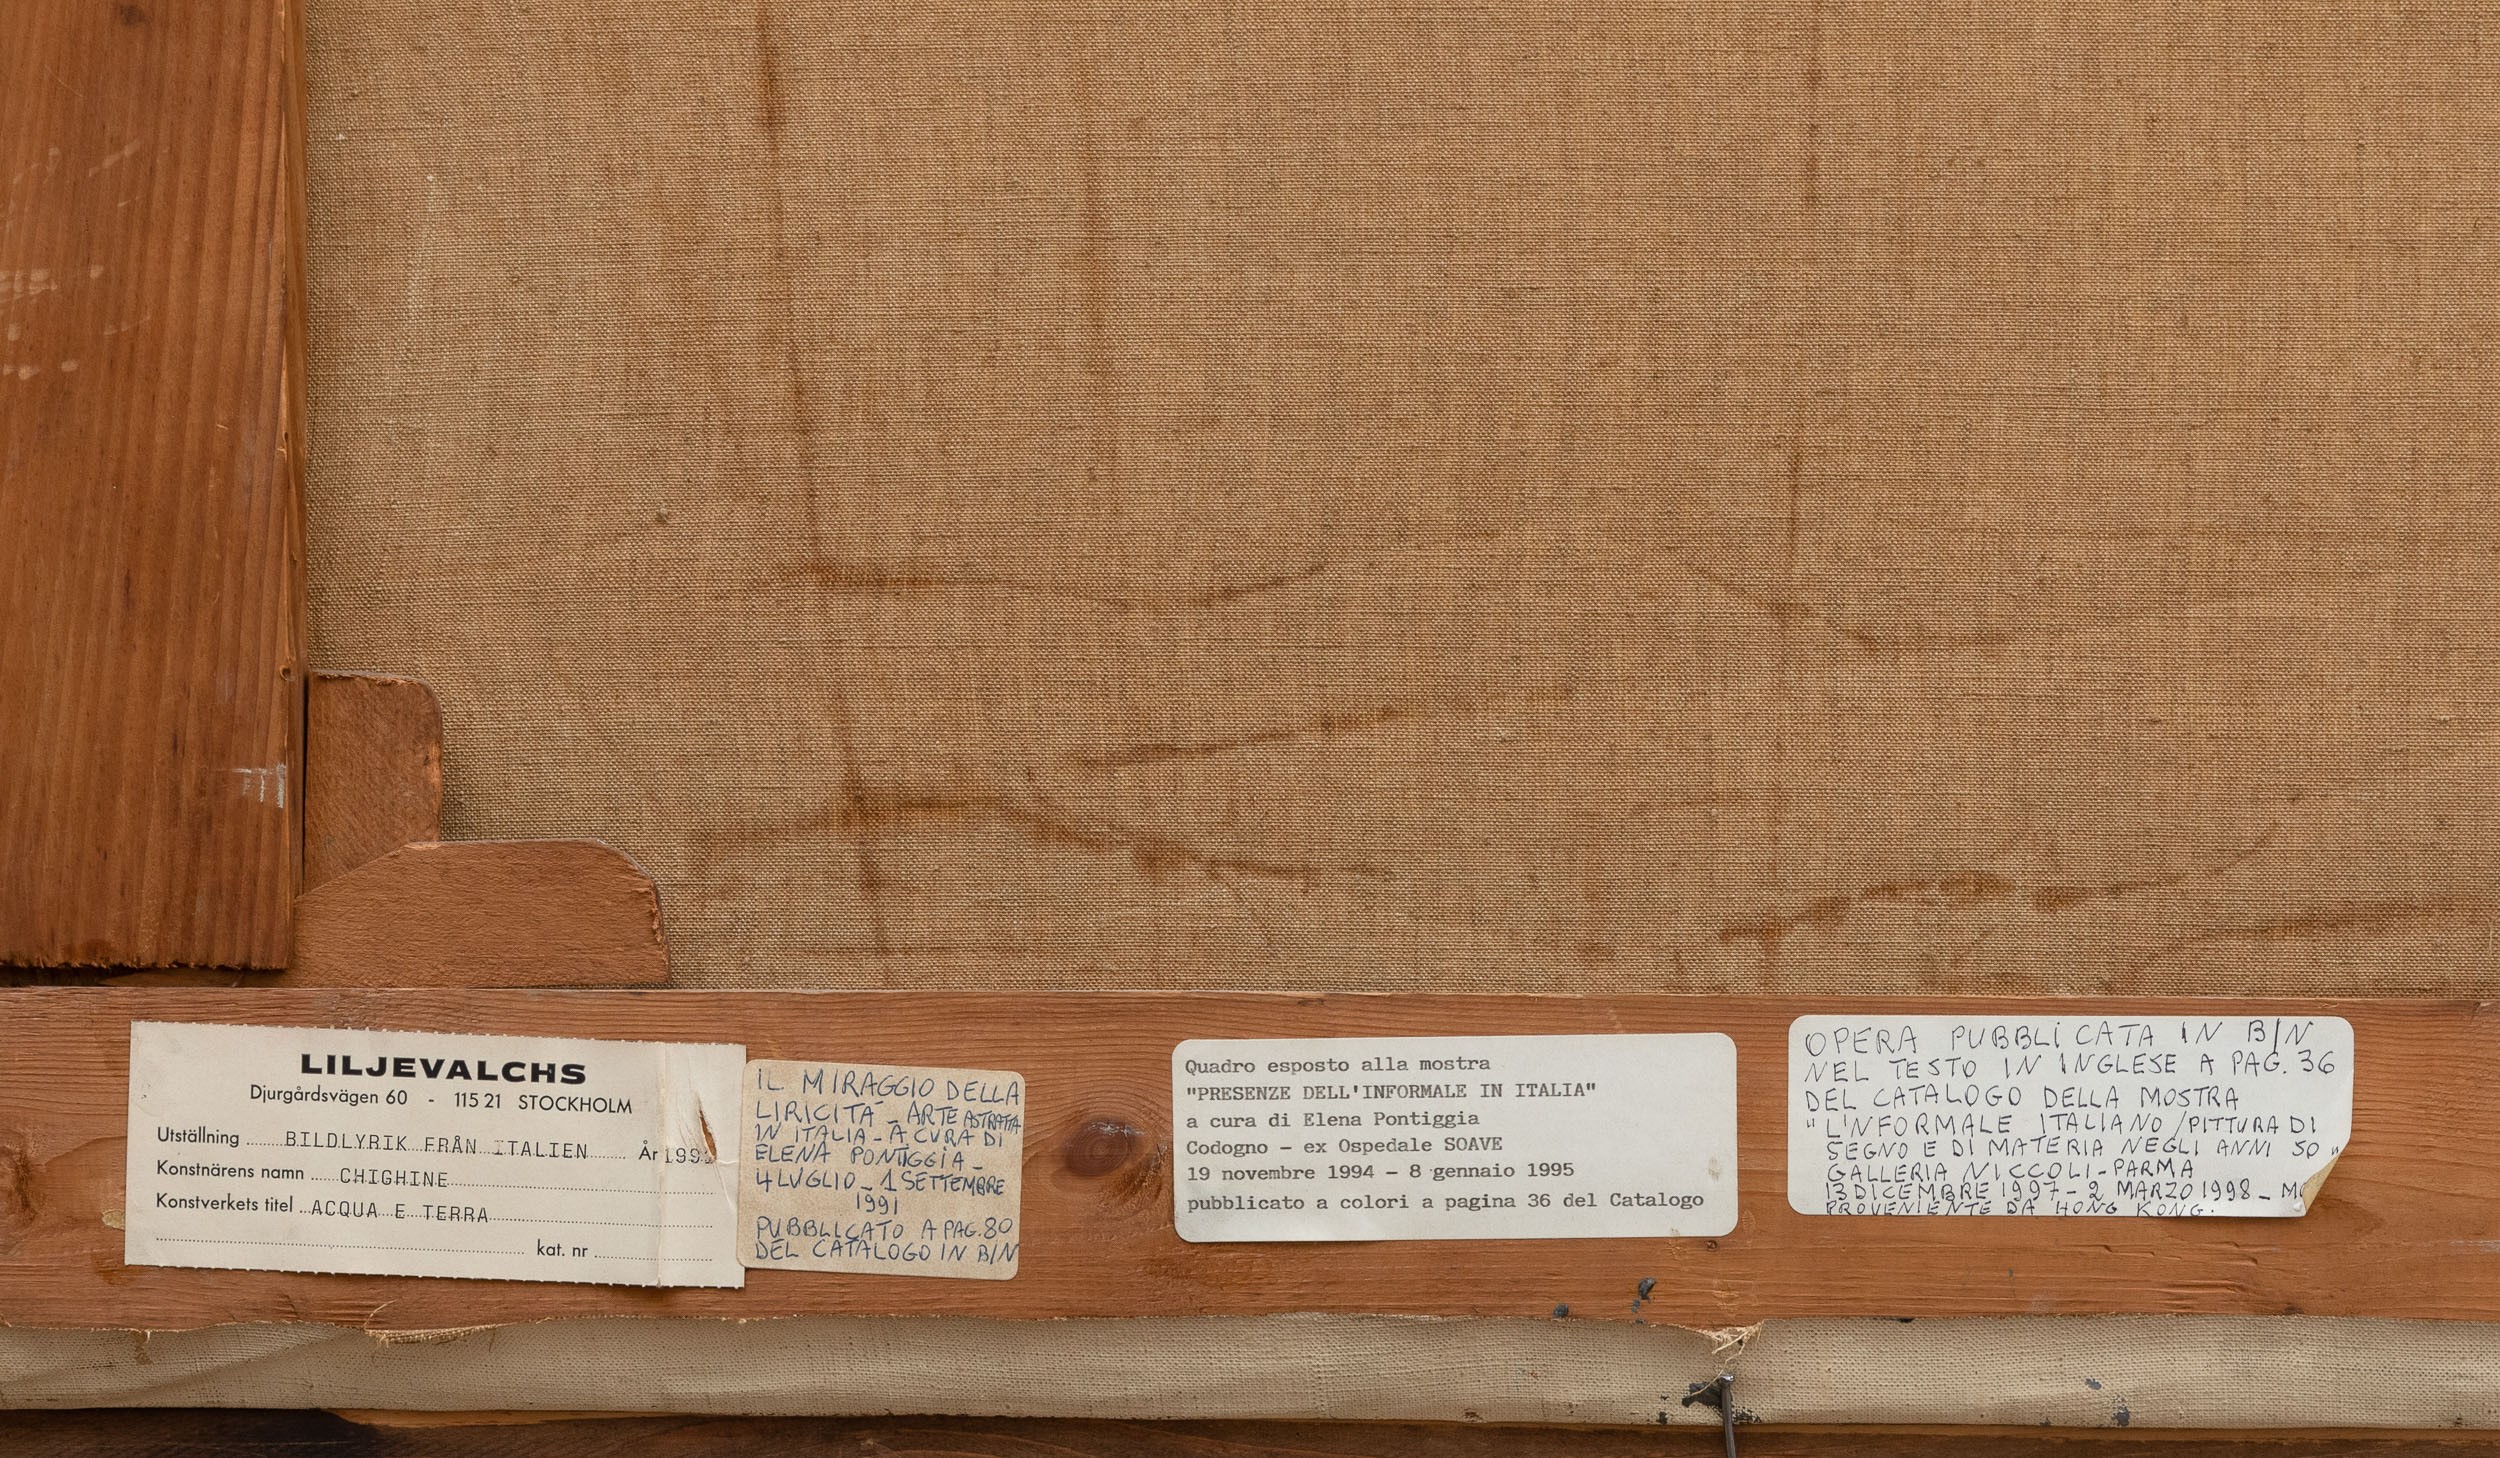 LILJEVALCHS
Djurgårdsvägen 60 - 115 21 STOCKHOLM
Utställning BILDLYRIK FRÅN ITALIEN År 199
Konstnärens namn CHIGHINE
Konstverkets titel ACQUA E TERRA
kat. nr
IL MIRAGGIO DELLA
LIRICITA' - ARTE ASTRATTA
IN ITALIA - A CURA DI
ELENA PONTIGGIA -
4 LUGLIO - 1 SETTEMBRE
1991
PUBBLICATO A PAG. 80
DEL CATALOGO IN B/N
Quadro esposto alla mostra
"PRESENZE DELL'INFORMALE IN ITALIA"
a cura di Elena Pontiggia
Codogno - ex Ospedale SOAVE
19 novembre 1994 - 8 gennaio 1995
pubblicato a colori a pagina 36 del Catalogo
OPERA PUBBLICATA IN B/N
NEL TESTO IN INGLESE A PAG. 36
DEL CATALOGO DELLA MOSTRA
"L'INFORMALE ITALIANO/PITTURA DI
SEGNO E DI MATERIA NEGLI ANNI 50"
GALLERIA NICCOLI-PARMA
13 DICEMBRE 1997 - 2 MARZO 1998 -
PROVENIENTE DA HONG KONG.